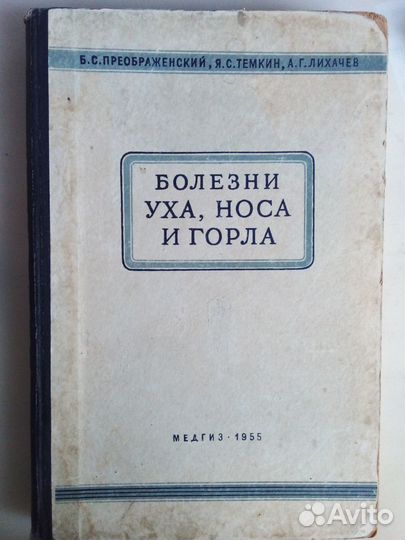 Б.С.ПРЕОБРАЖЕНСКИЙ, Я.С.ТЕМКИН, А.Г.ЛИХАЧЕВ
БОЛЕЗНИ
УХА, НОСА
И ГОРЛА
МЕДГИЗ · 1955
Avito